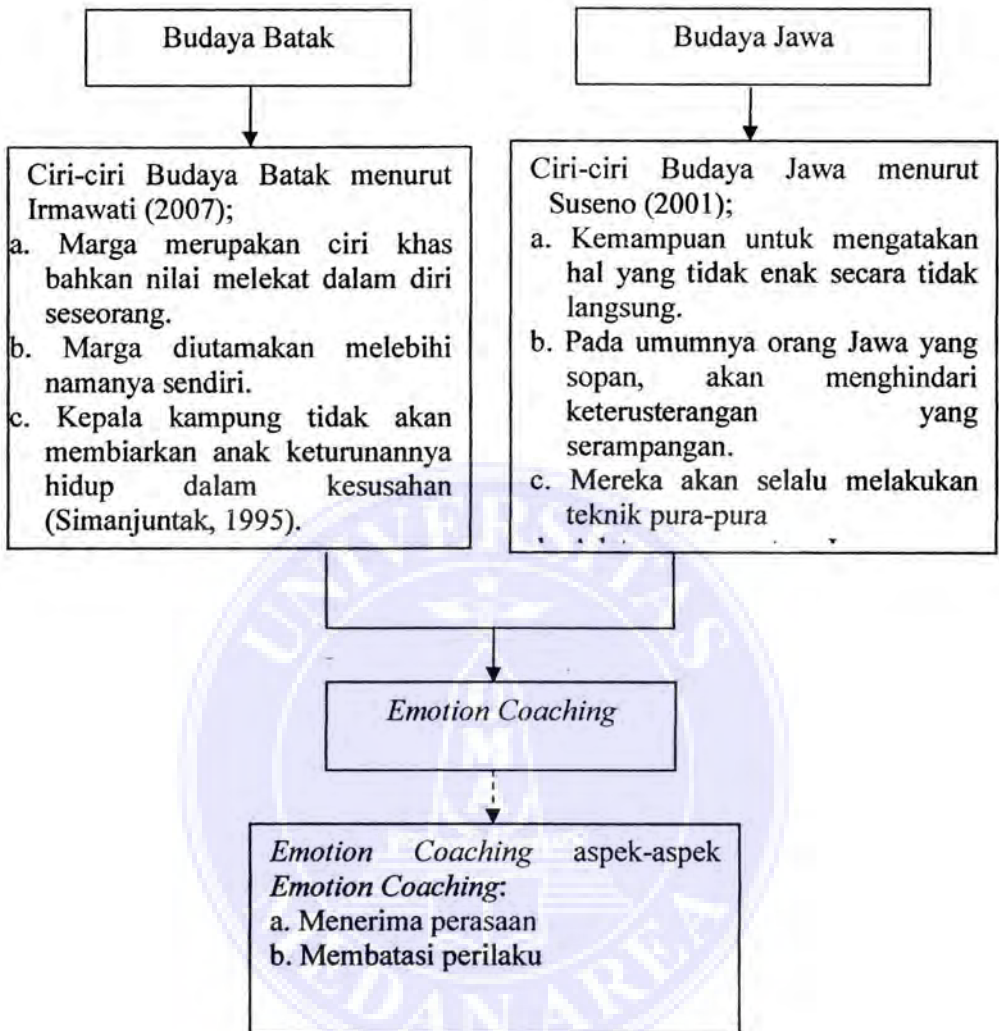 Budaya Batak
Budaya Jawa
Ciri-ciri Budaya Batak menurut
Irmawati (2007);
a. Marga merupakan ciri khas
bahkan nilai melekat dalam diri
seseorang.
b. Marga diutamakan melebihi
namanya sendiri.
c. Kepala kampung tidak akan
membiarkan anak keturunannya
hidup dalam kesusahan
(Simanjuntak, 1995).
Ciri-ciri Budaya Jawa menurut
Suseno (2001);
a. Kemampuan untuk mengatakan
hal yang tidak enak secara tidak
langsung.
b. Pada umumnya orang Jawa yang
sopan, akan menghindari
keterusterangan yang
serampangan.
c. Mereka akan selalu melakukan
teknik pura-pura
Emotion Coaching
Emotion Coaching aspek-aspek
Emotion Coaching:
a. Menerima perasaan
b. Membatasi perilaku
UNIVERSITAS
MEDAN AREA